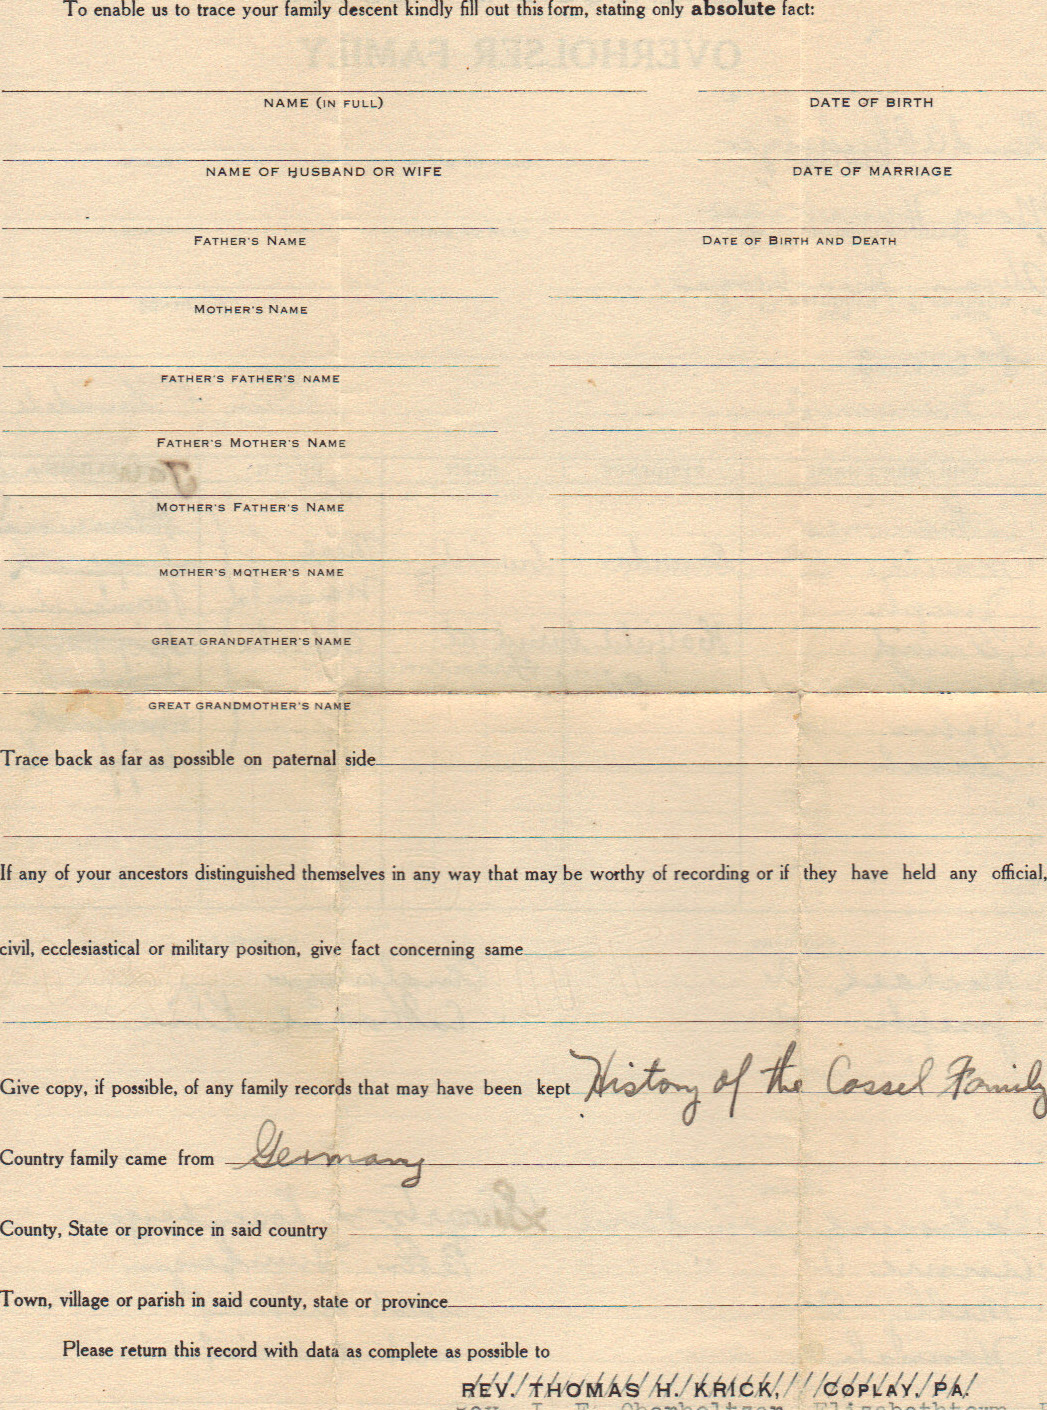 To enable us to trace your family descent kindly fill out this form, stating only absolute fact:
OVERHOLSER FAMILY
NAME (IN FULL) DATE OF BIRTH
NAME OF HUSBAND OR WIFE DATE OF MARRIAGE
FATHER'S NAME DATE OF BIRTH AND DEATH
MOTHER'S NAME
FATHER'S FATHER'S NAME
FATHER'S MOTHER'S NAME
MOTHER'S FATHER'S NAME
MOTHER'S MOTHER'S NAME
GREAT GRANDFATHER'S NAME
GREAT GRANDMOTHER'S NAME
Trace back as far as possible on paternal side
If any of your ancestors distinguished themselves in any way that may be worthy of recording or if they have held any official,
civil, ecclesiastical or military position, give fact concerning same
Give copy, if possible, of any family records that may have been kept History of the Cassel Family
Country family came from Germany
County, State or province in said country
Town, village or parish in said county, state or province
Please return this record with data as complete as possible to
REV. THOMAS H. KRICK, COPLAY, PA.
Oberholtzer Elizabethtown